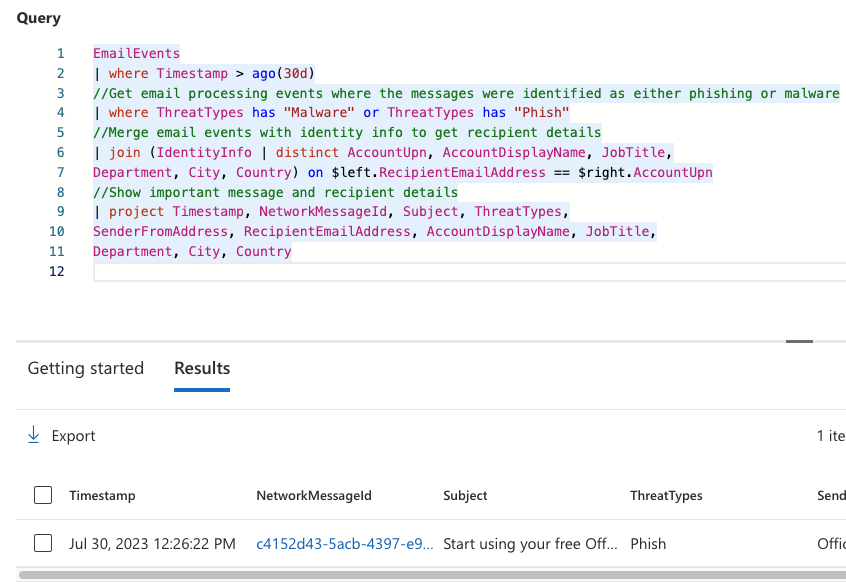 Query
1 EmailEvents
2 | where Timestamp > ago(30d)
3 //Get email processing events where the messages were identified as either phishing or malware
4 | where ThreatTypes has "Malware" or ThreatTypes has "Phish"
5 //Merge email events with identity info to get recipient details
6 | join (IdentityInfo | distinct AccountUpn, AccountDisplayName, JobTitle,
7 Department, City, Country) on $left.RecipientEmailAddress == $right.AccountUpn
8 //Show important message and recipient details
9 | project Timestamp, NetworkMessageId, Subject, ThreatTypes,
10 SenderFromAddress, RecipientEmailAddress, AccountDisplayName, JobTitle,
11 Department, City, Country
12
Getting started Results
Export 1 ite
Timestamp NetworkMessageId Subject ThreatTypes Send
Jul 30, 2023 12:26:22 PM c4152d43-5acb-4397-e9... Start using your free Off... Phish Offic